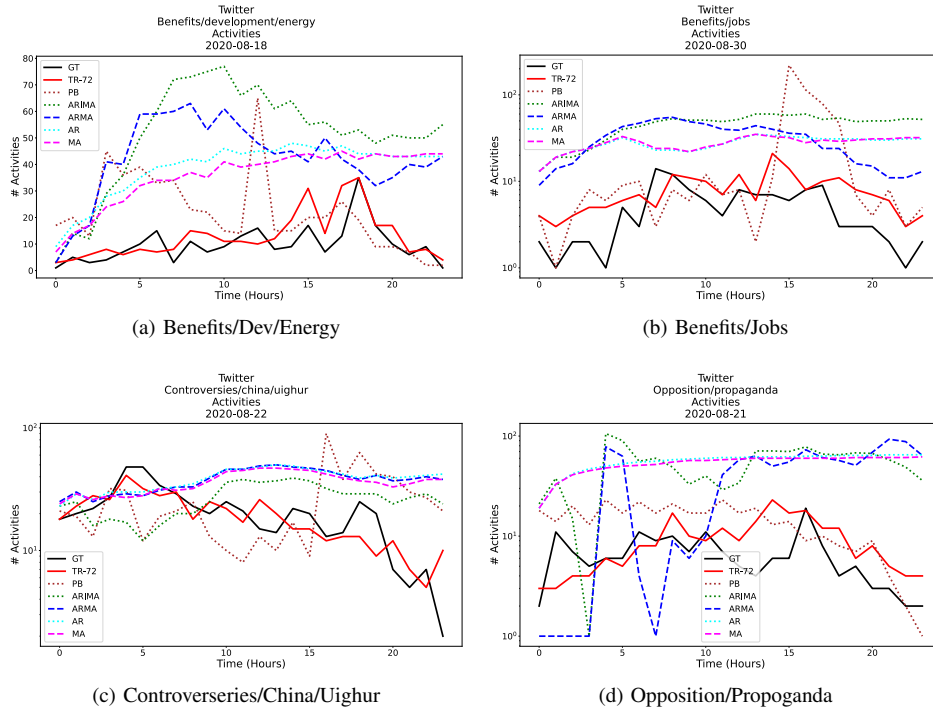 Twitter
Benefits/development/energy
Activities
2020-08-18
# Activities
80
70
60
50
40
30
20
10
0
GT
TR-72
PB
ARIMA
ARMA
AR
MA
0 5 10 15 20
Time (Hours)
(a) Benefits/Dev/Energy
Twitter
Benefits/jobs
Activities
2020-08-30
# Activities
10²
10¹
10⁰
GT
TR-72
PB
ARIMA
ARMA
AR
MA
0 5 10 15 20
Time (Hours)
(b) Benefits/Jobs
Twitter
Controversies/china/uighur
Activities
2020-08-22
# Activities
10²
10¹
GT
TR-72
PB
ARIMA
ARMA
AR
MA
0 5 10 15 20
Time (Hours)
(c) Controverseries/China/Uighur
Twitter
Opposition/propaganda
Activities
2020-08-21
# Activities
10²
10¹
10⁰
GT
TR-72
PB
ARIMA
ARMA
AR
MA
0 5 10 15 20
Time (Hours)
(d) Opposition/Propoganda